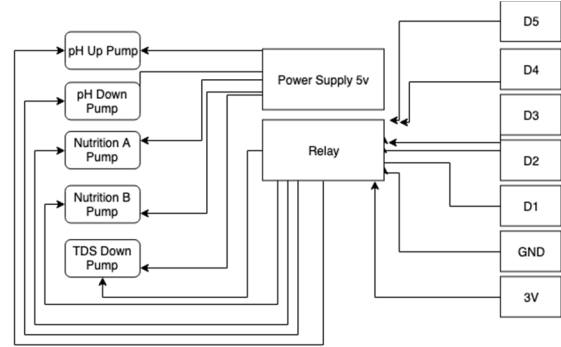 pH Up Pump
pH Down
Pump
Nutrition A
Pump
Nutrition B
Pump
TDS Down
Pump
Power Supply 5v
Relay
D5
D4
D3
D2
D1
GND
3V